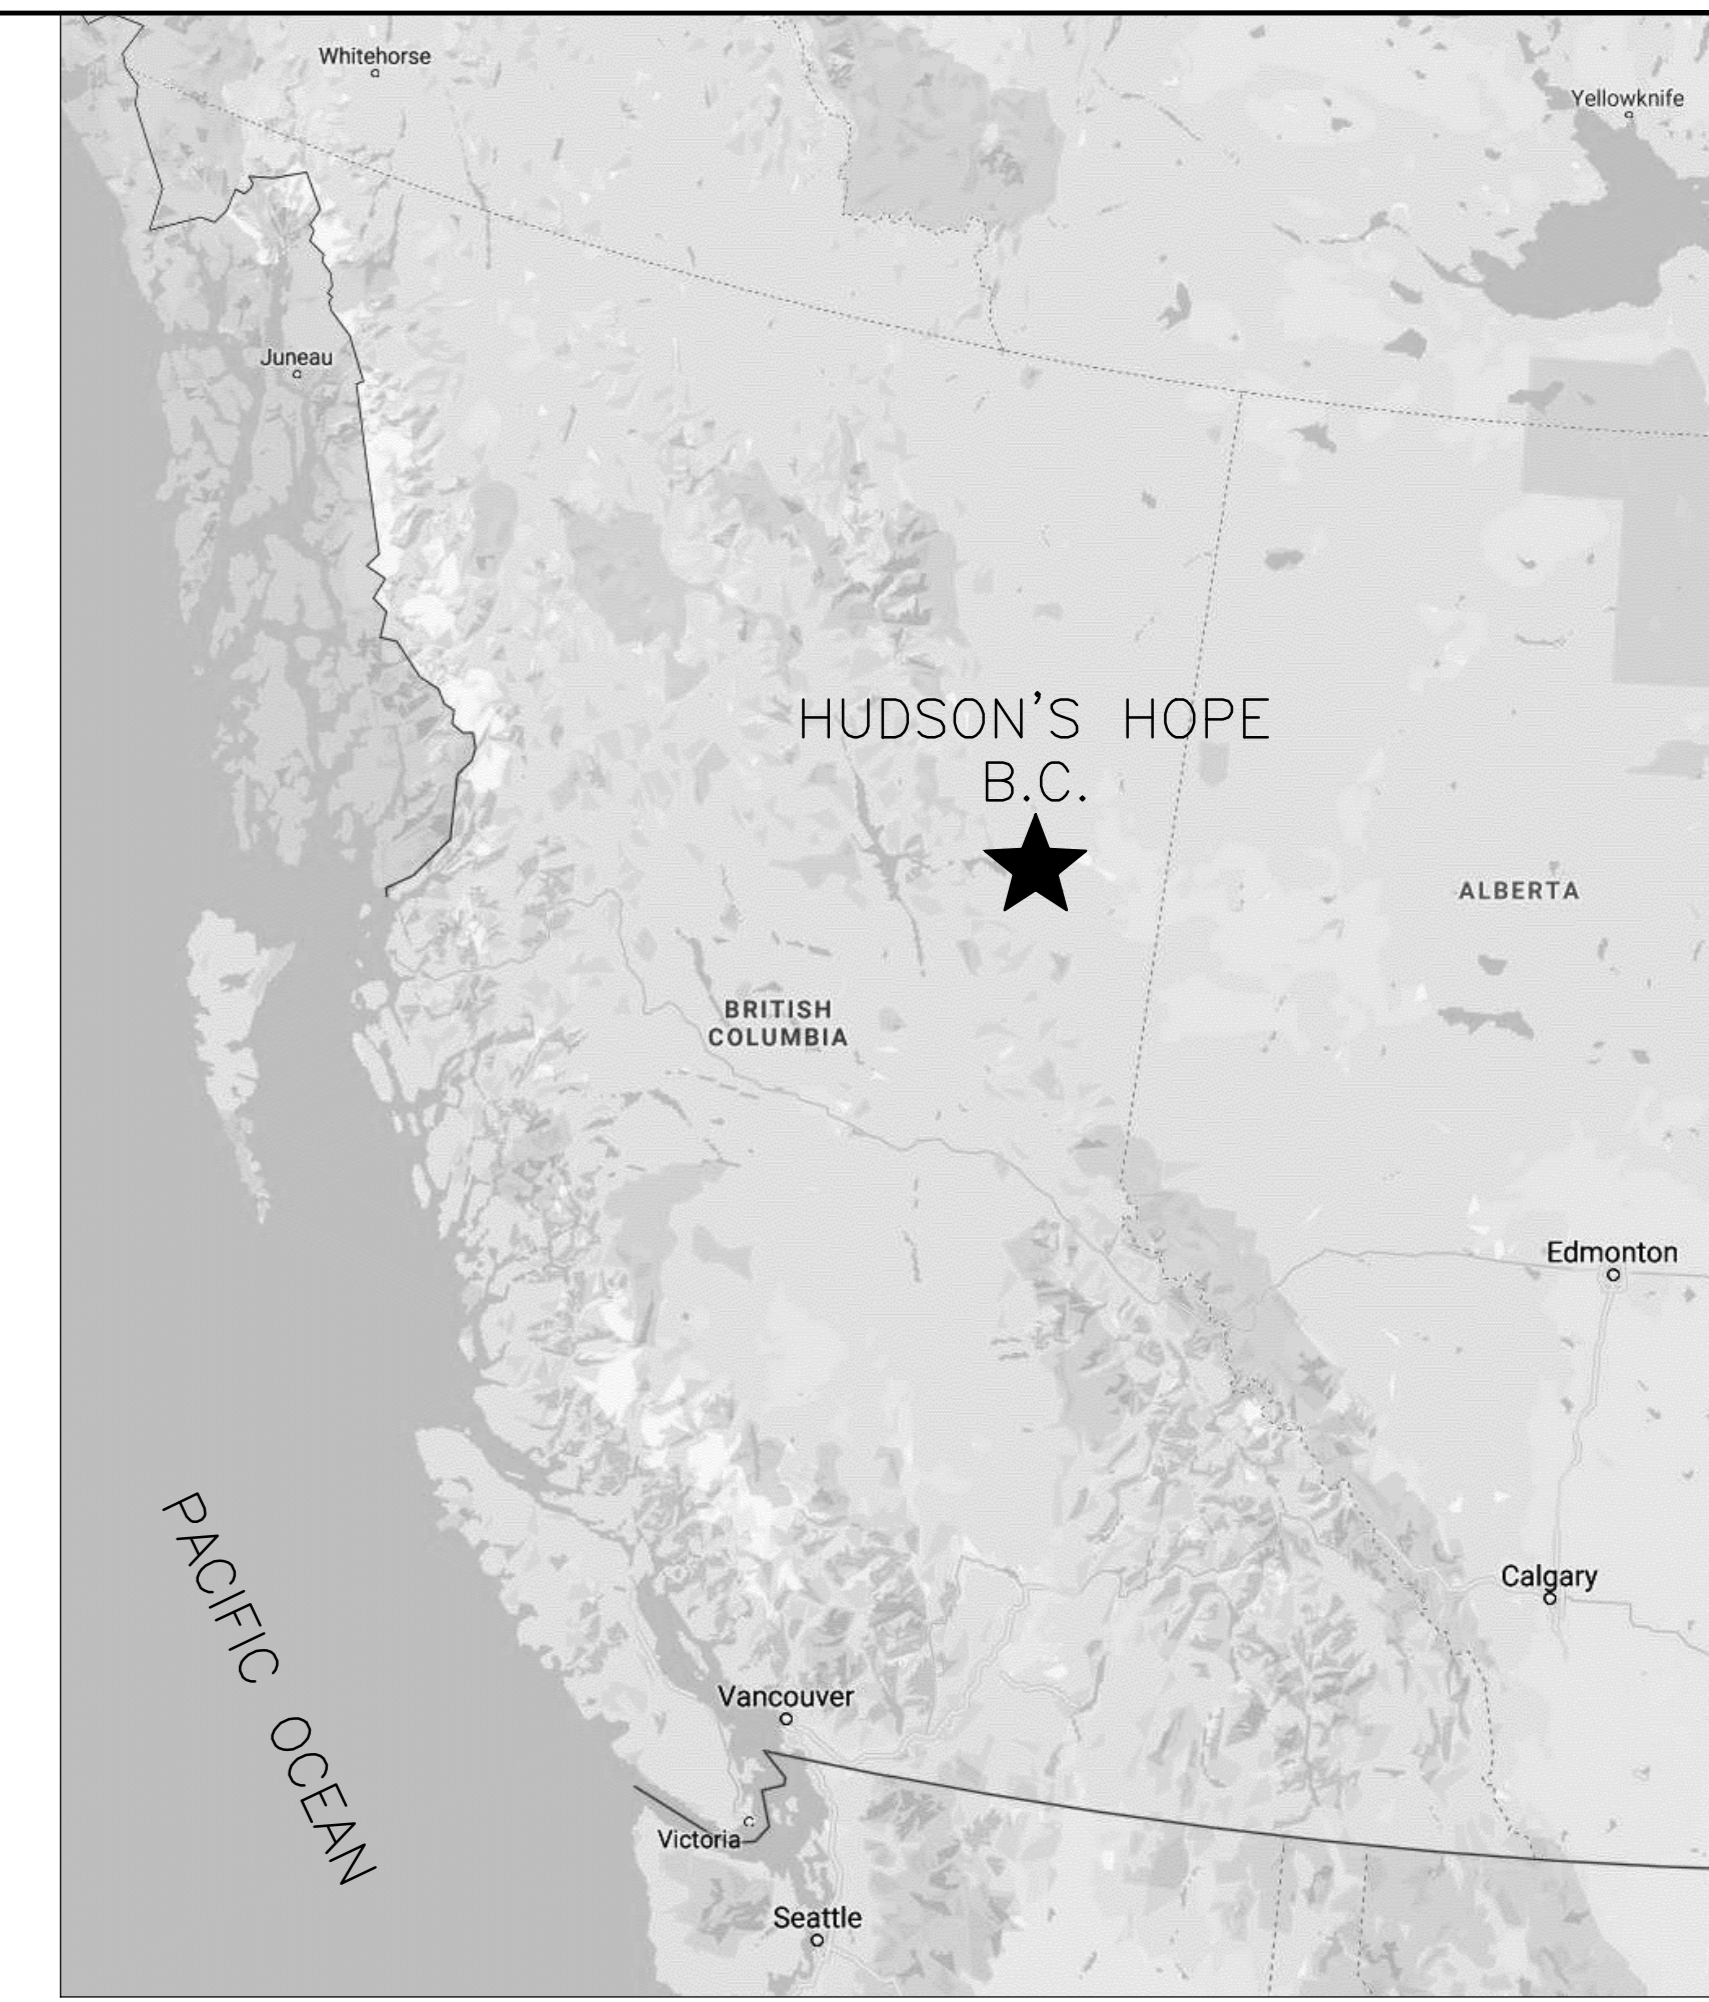 Whitehorse
Yellowknife
Juneau
HUDSON'S HOPE
B.C.
ALBERTA
BRITISH
COLUMBIA
Edmonton
Calgary
PACIFIC OCEAN
Vancouver
Victoria
Seattle